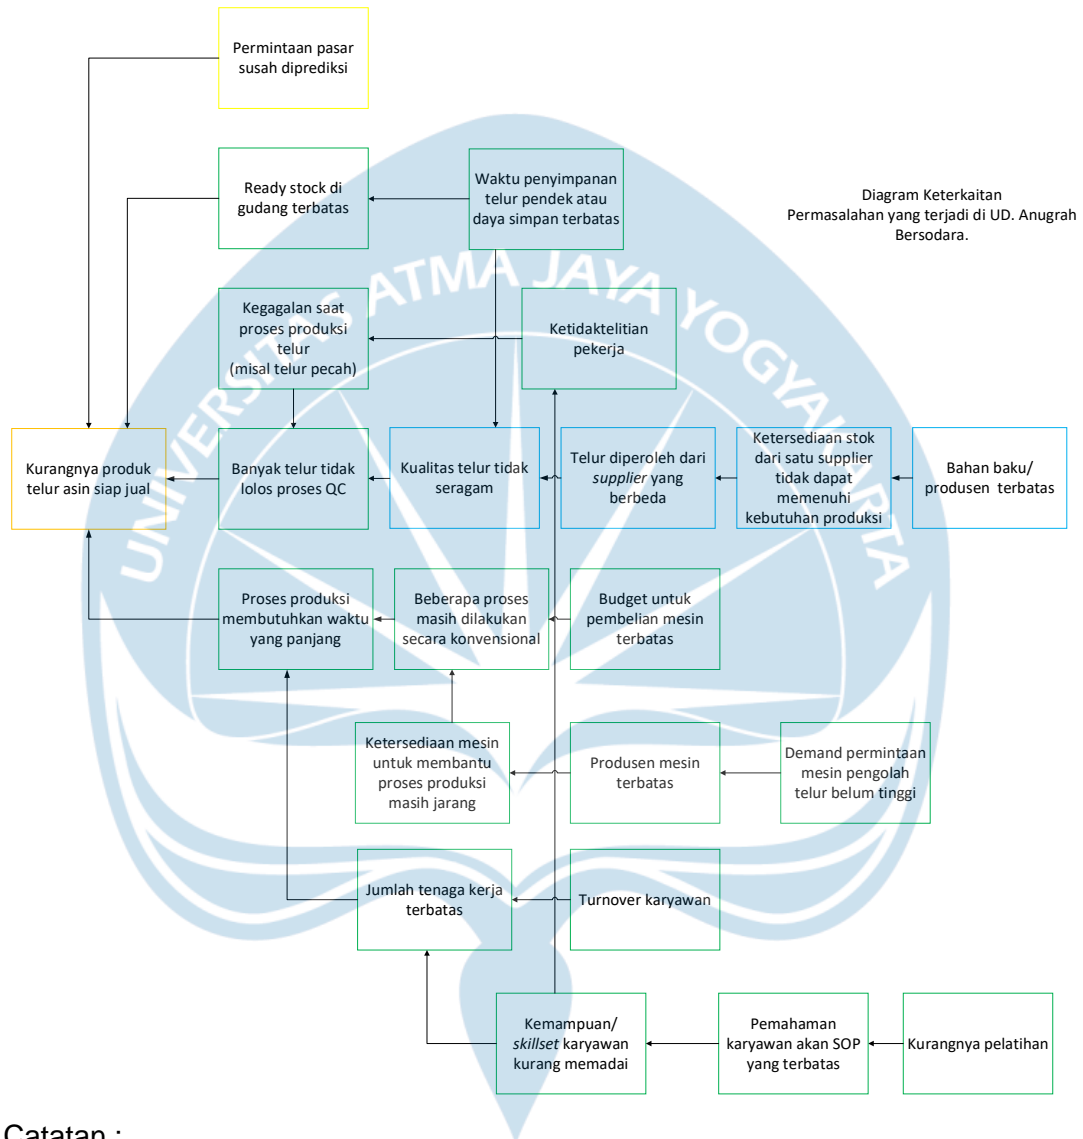 Permintaan pasar
susah diprediksi
Ready stock di
gudang terbatas
Waktu penyimpanan
telur pendek atau
daya simpan terbatas
Diagram Keterkaitan
Permasalahan yang terjadi di UD. Anugrah
Bersodara.
UNIVERSITAS ATMA JAYA YOGYAKARTA
Kegagalan saat
proses produksi
telur
(misal telur pecah)
Ketidaktelitian
pekerja
Kurangnya produk
telur asin siap jual
Banyak telur tidak
lolos proses QC
Kualitas telur tidak
seragam
Telur diperoleh dari
supplier yang
berbeda
Ketersediaan stok
dari satu supplier
tidak dapat
memenuhi
kebutuhan produksi
Bahan baku/
produsen terbatas
Proses produksi
membutuhkan waktu
yang panjang
Beberapa proses
masih dilakukan
secara konvensional
Budget untuk
pembelian mesin
terbatas
Ketersediaan mesin
untuk membantu
proses produksi
masih jarang
Produsen mesin
terbatas
Demand permintaan
mesin pengolah
telur belum tinggi
Jumlah tenaga kerja
terbatas
Turnover karyawan
Kemampuan/
skillset karyawan
kurang memadai
Pemahaman
karyawan akan SOP
yang terbatas
Kurangnya pelatihan
Catatan :